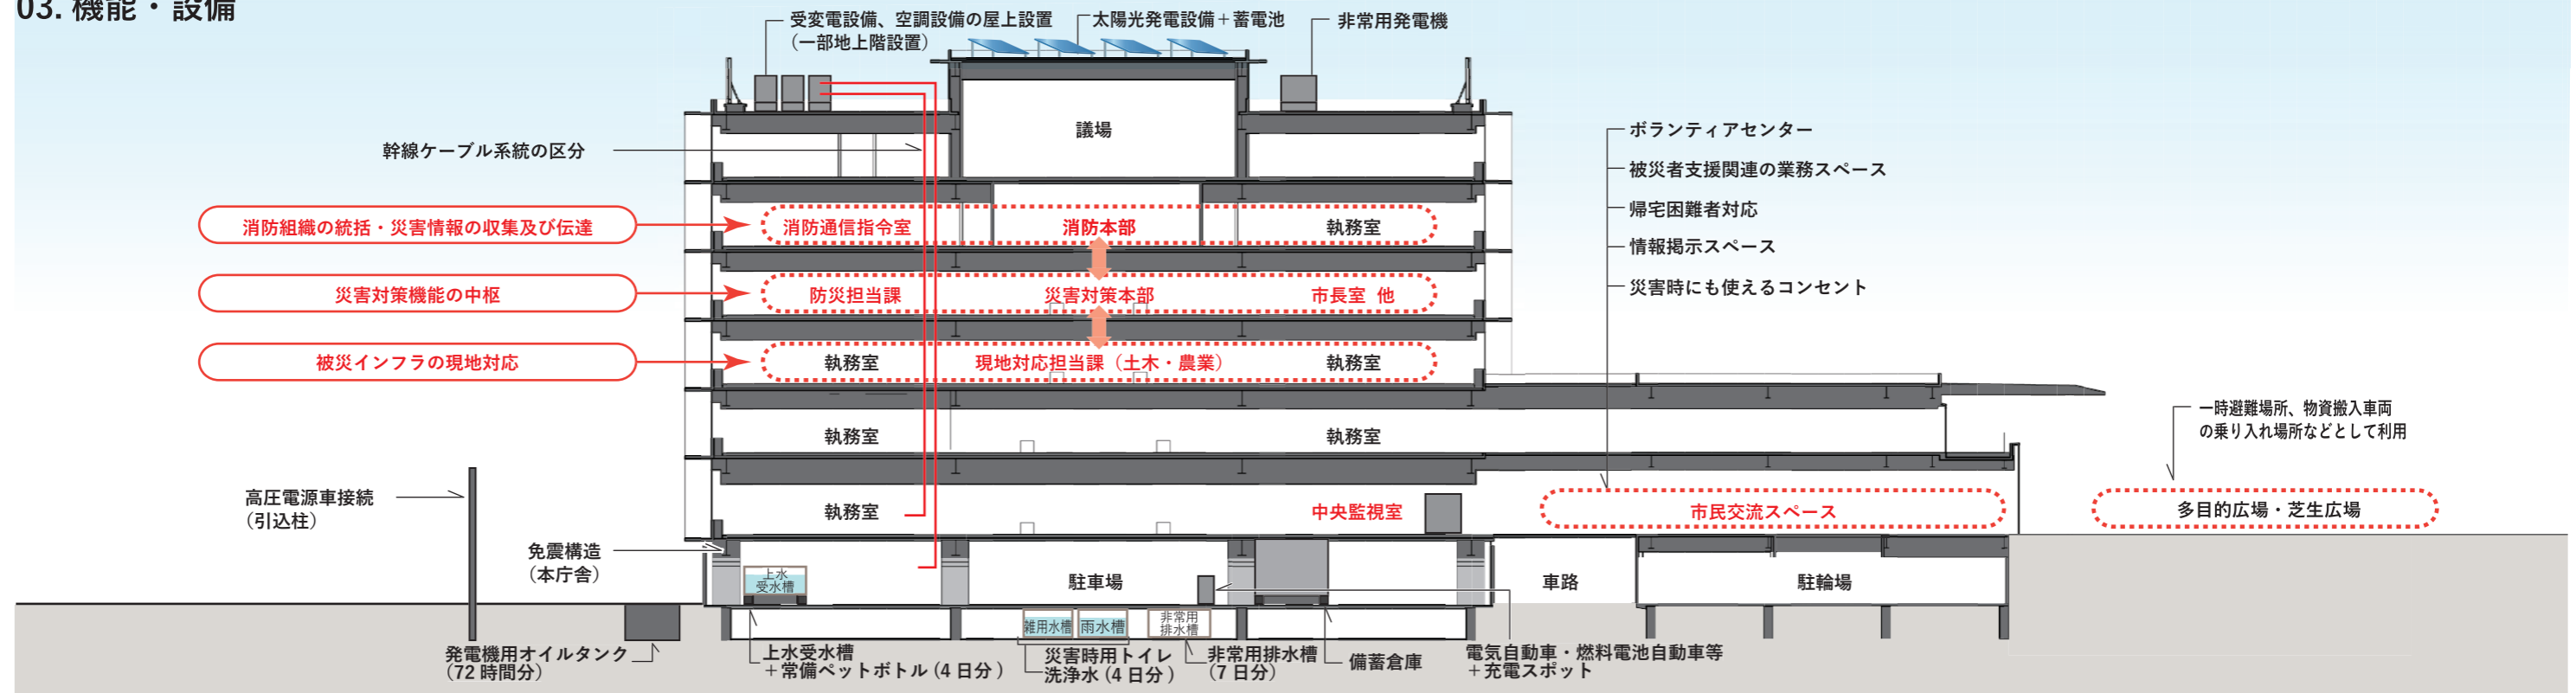 03. 機能・設備
受変電設備、空調設備の屋上設置
（一部地上階設置）
太陽光発電設備＋蓄電池
非常用発電機
議場
幹線ケーブル系統の区分
ボランティアセンター
被災者支援関連の業務スペース
帰宅困難者対応
情報掲示スペース
災害時にも使えるコンセント
消防組織の統括・災害情報の収集及び伝達
消防通信指令室
消防本部
執務室
災害対策機能の中枢
防災担当課
災害対策本部
市長室 他
被災インフラの現地対応
執務室
現地対応担当課（土木・農業）
執務室
執務室
執務室
一時避難場所、物資搬入車両
の乗り入れ場所などとして利用
高圧電源車接続
（引込柱）
執務室
中央監視室
市民交流スペース
多目的広場・芝生広場
免震構造
（本庁舎）
上水
受水槽
駐車場
車路
駐輪場
雑用水槽
雨水槽
非常用
排水槽
発電機用オイルタンク
(72 時間分)
上水受水槽
＋常備ペットボトル (4 日分 )
災害時用トイレ
洗浄水 (4 日分 )
非常用排水槽
(7 日分)
備蓄倉庫
電気自動車・燃料電池自動車等
＋充電スポット